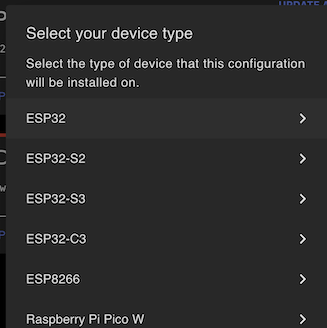 UPDATE A
Select your device type
Select the type of device that this configuration
will be installed on.
ESP32
ESP32-S2
ESP32-S3
ESP32-C3
ESP8266
Raspberry Pi Pico W